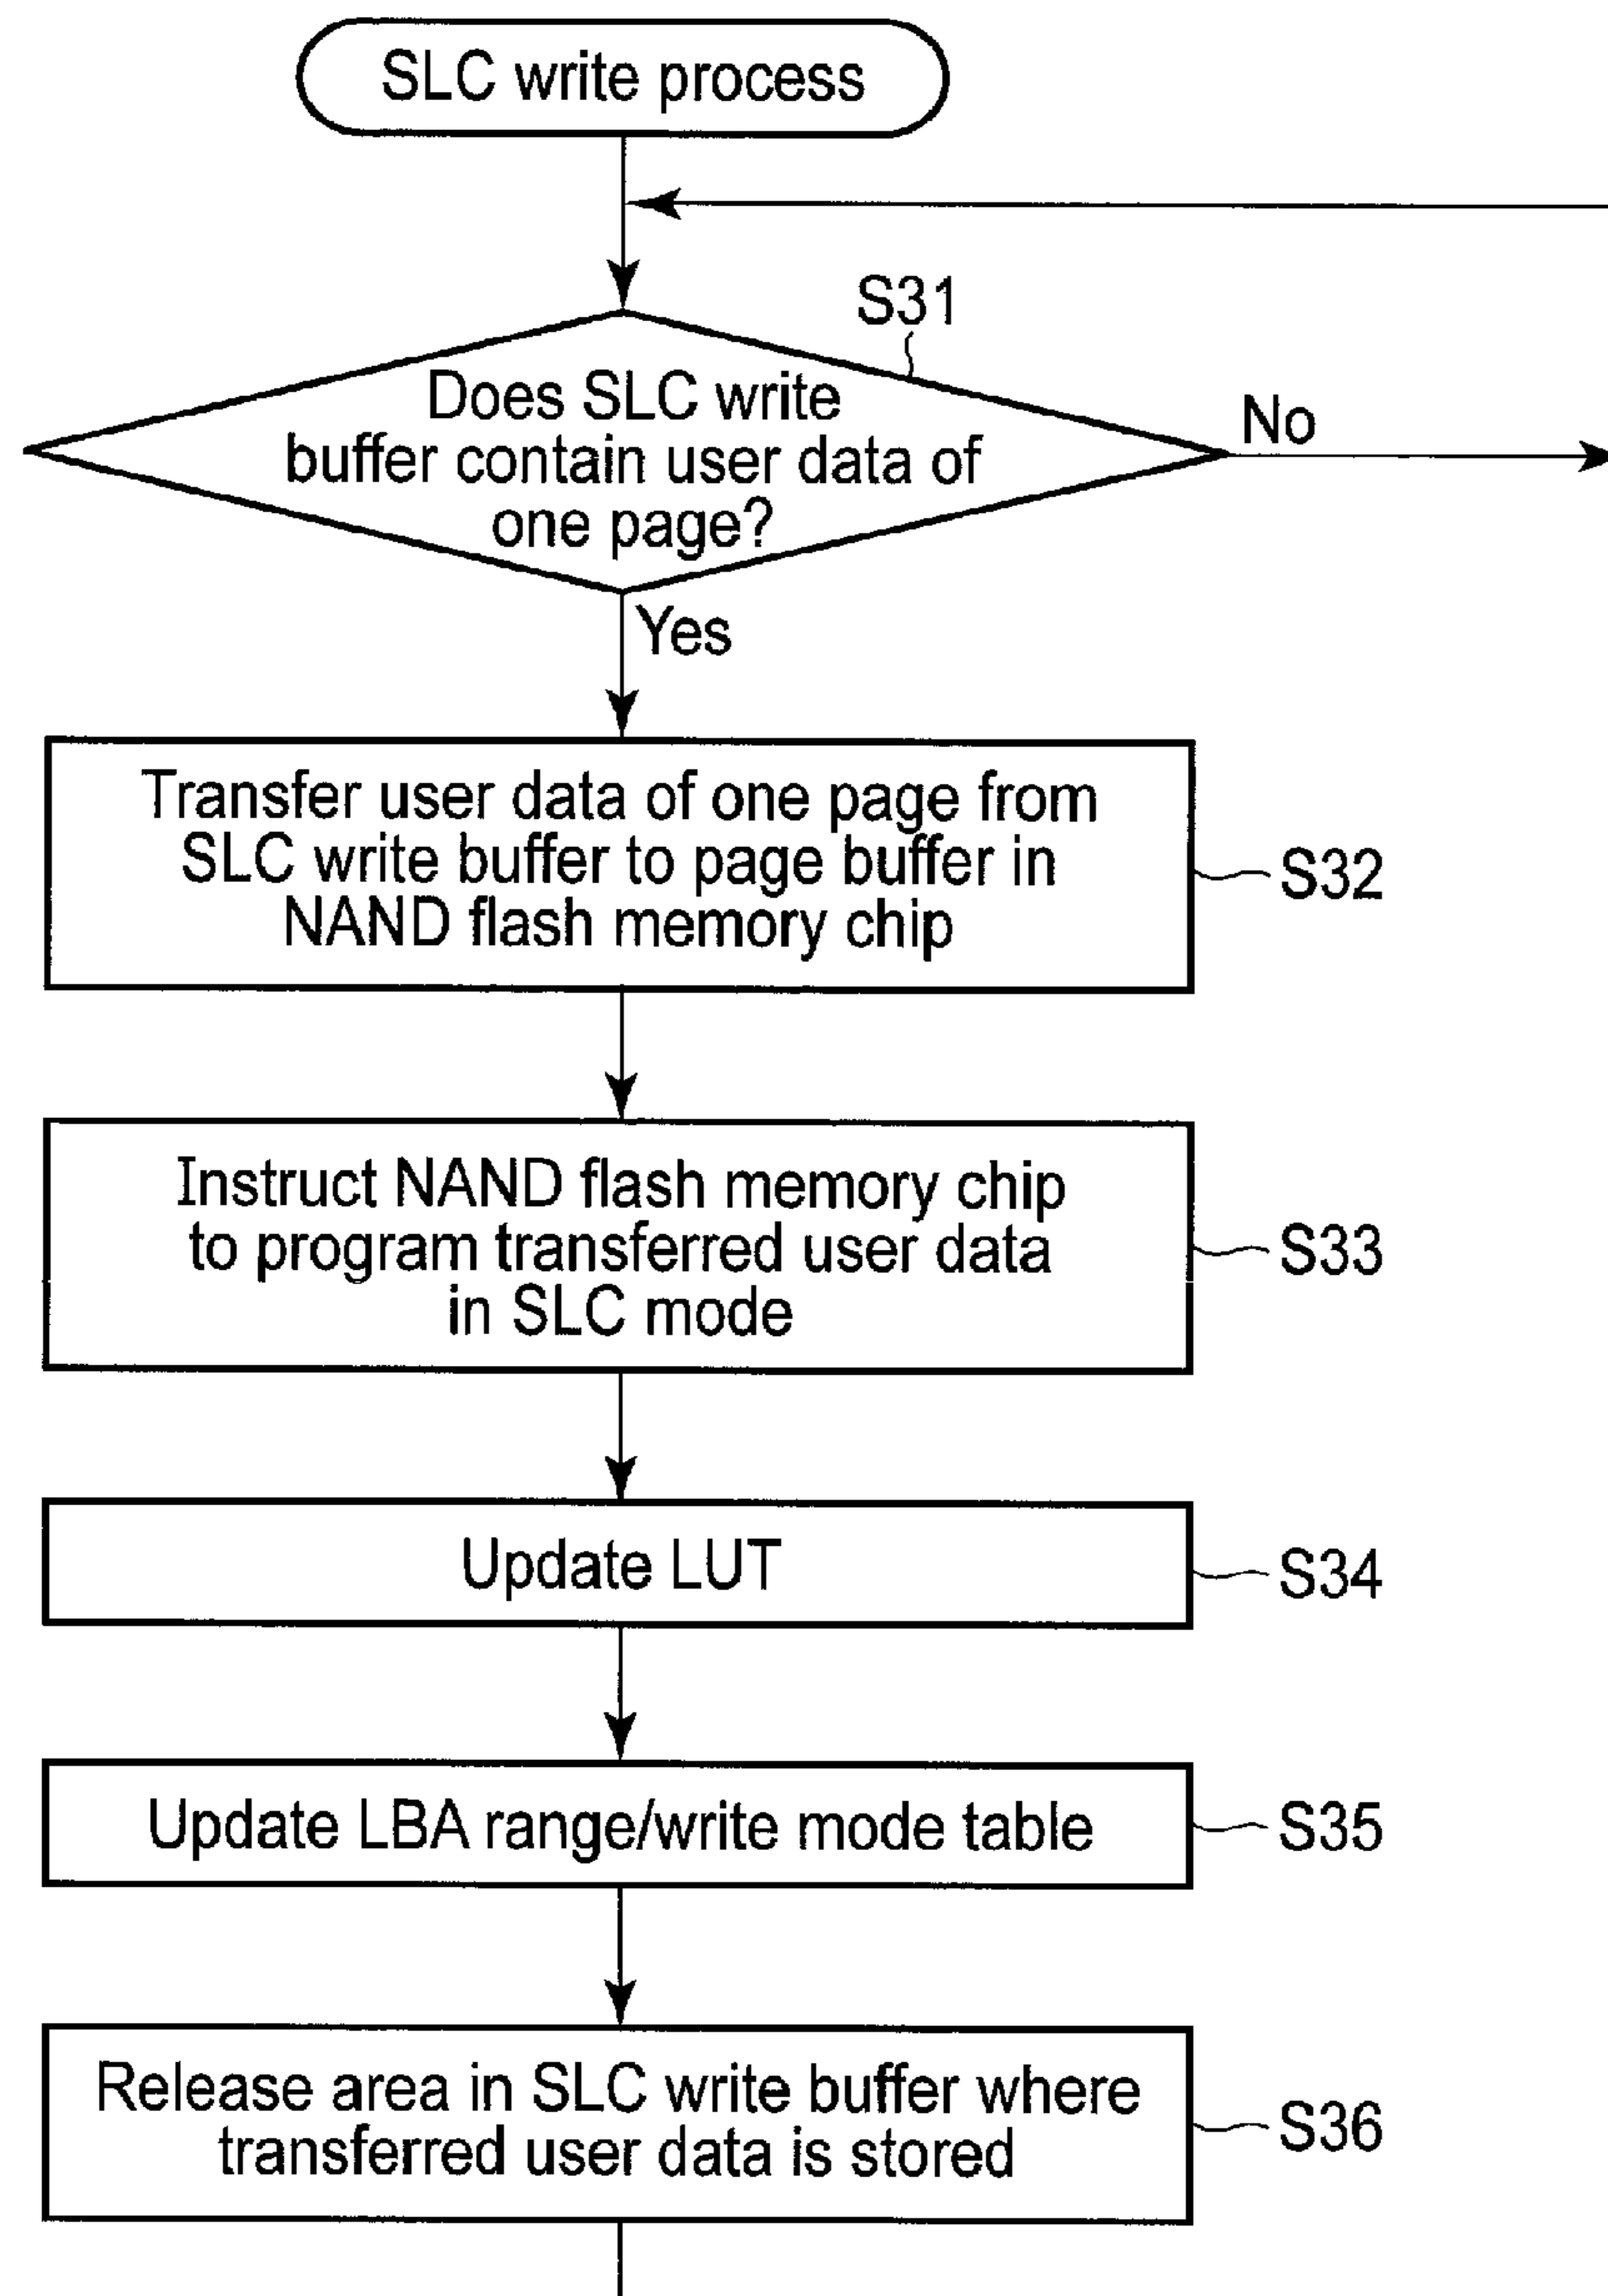 SLC write process
S31
Does SLC write
buffer contain user data of
one page?
No
Yes
Transfer user data of one page from
SLC write buffer to page buffer in
NAND flash memory chip
S32
Instruct NAND flash memory chip
to program transferred user data
in SLC mode
S33
Update LUT
S34
Update LBA range/write mode table
S35
Release area in SLC write buffer where
transferred user data is stored
S36